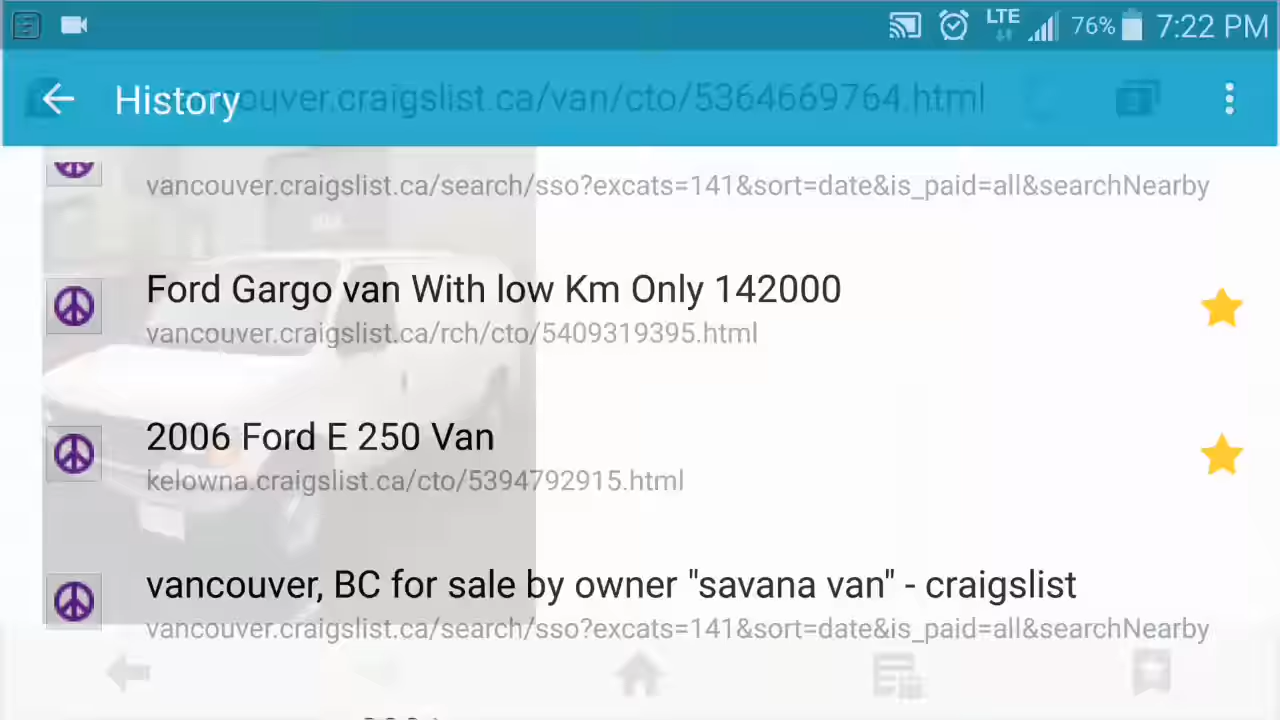 LTE 76% 7:22 PM
History
ouver.craigslist.ca/van/cto/5364669764.html
vancouver.craigslist.ca/search/sso?excats=141&sort=date&is_paid=all&searchNearby
Ford Gargo van With low Km Only 142000
vancouver.craigslist.ca/rch/cto/5409319395.html
2006 Ford E 250 Van
kelowna.craigslist.ca/cto/5394792915.html
vancouver, BC for sale by owner "savana van" - craigslist
vancouver.craigslist.ca/search/sso?excats=141&sort=date&is_paid=all&searchNearby